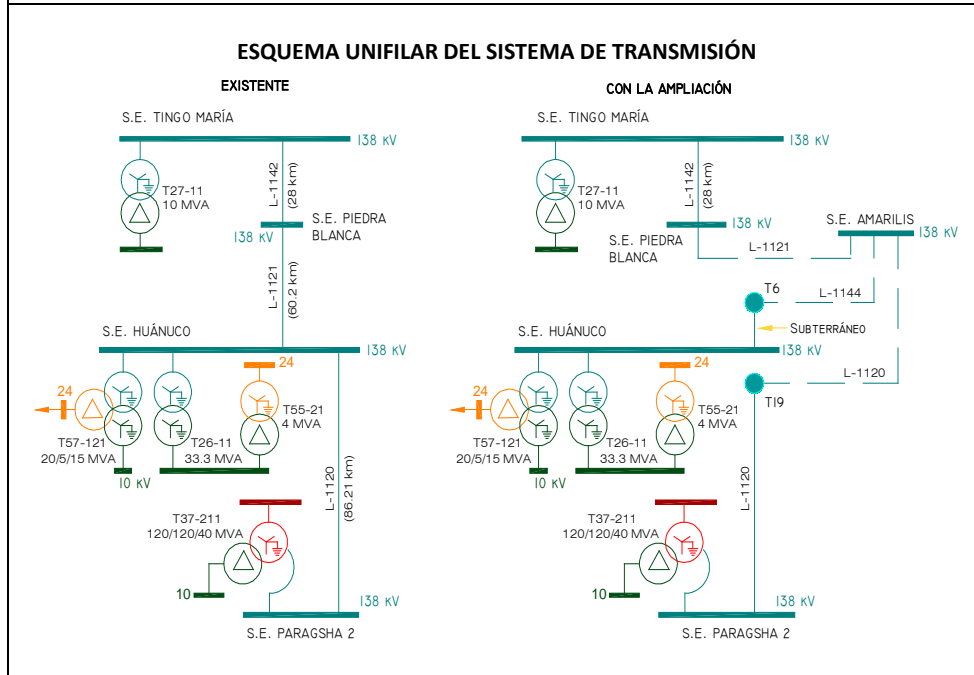 ESQUEMA UNIFILAR DEL SISTEMA DE TRANSMISIÓN
EXISTENTE
S.E. TINGO MARÍA
138 KV
T27-11
10 MVA
L-1142
(28 km)
138 KV
S.E. PIEDRA
BLANCA
L-1121
(60.2 km)
S.E. HUÁNUCO
138 KV
24
24
T57-121
20/5/15 MVA
T26-11
33.3 MVA
T55-21
4 MVA
10 KV
L-1120
(86.21 km)
T37-211
120/120/40 MVA
10
138 KV
S.E. PARAGSHA 2
CON LA AMPLIACIÓN
S.E. TINGO MARÍA
138 KV
T27-11
10 MVA
L-1142
(28 km)
138 KV
S.E. PIEDRA
BLANCA
S.E. AMARILIS
138 KV
L-1121
T6
L-1144
SUBTERRÁNEO
S.E. HUÁNUCO
138 KV
L-1120
T19
24
24
T57-121
20/5/15 MVA
T26-11
33.3 MVA
T55-21
4 MVA
10 KV
L-1120
T37-211
120/120/40 MVA
10
138 KV
S.E. PARAGSHA 2